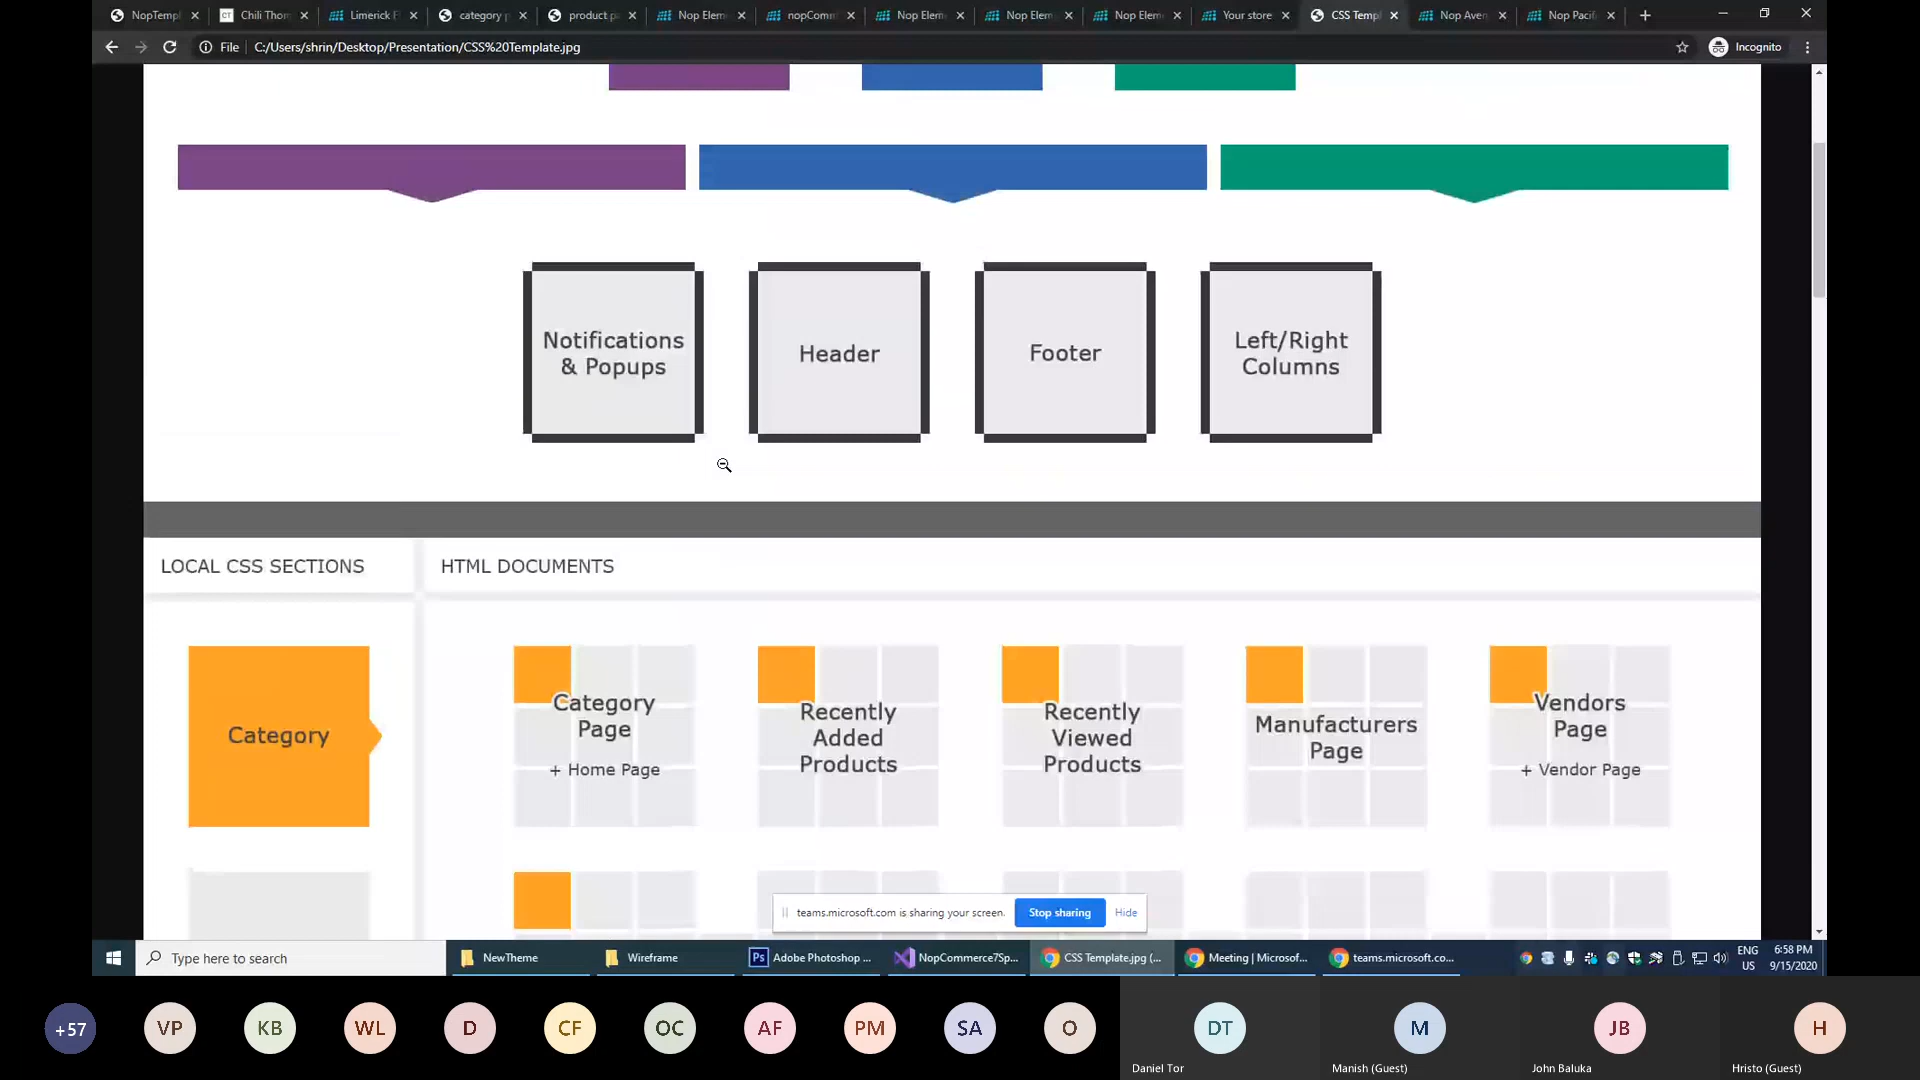 NopTempl
Chili Thom
Limerick F
category p
product pa
Nop Elem
nopComm
Nop Elem
Nop Elem
Nop Elem
Your store
CSS Templ
Nop Aven
Nop Pacifi
File
C:/Users/shrin/Desktop/Presentation/CSS%20Template.jpg
Incognito
Notifications
& Popups
Header
Footer
Left/Right
Columns
LOCAL CSS SECTIONS
HTML DOCUMENTS
Category
Category
Page
+ Home Page
Recently
Added
Products
Recently
Viewed
Products
Manufacturers
Page
Vendors
Page
+ Vendor Page
teams.microsoft.com is sharing your screen.
Stop sharing
Hide
Type here to search
NewTheme
Wireframe
Ps
Adobe Photoshop ...
NopCommerce7Sp...
CSS Template.jpg (...
Meeting | Microsof...
teams.microsoft.co...
ENG
US
6:58 PM
9/15/2020
+57
VP
KB
WL
D
CF
OC
AF
PM
SA
O
DT
Daniel Tor
M
Manish (Guest)
JB
John Baluka
H
Hristo (Guest)